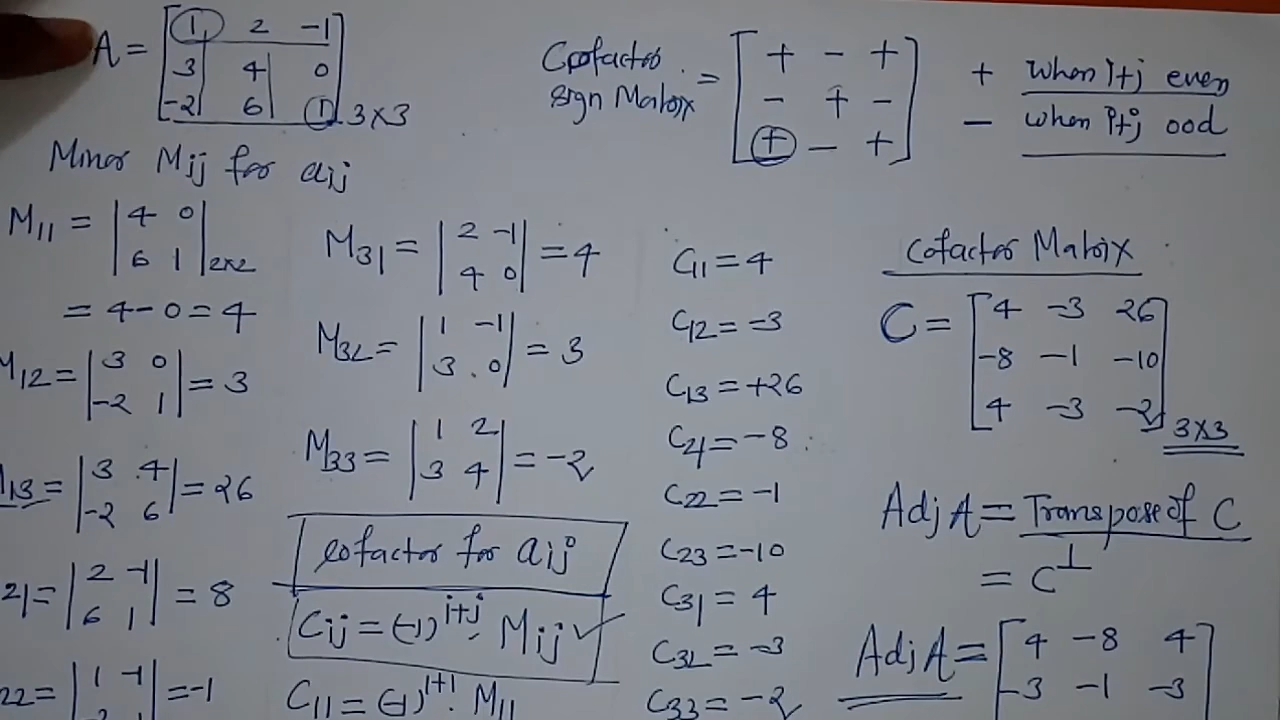 A = [ 1 2 -1
3 4 0
-2 6 1 ] 3×3
Cofactor sign Matrix = [ + - +
- + -
+ - + ]
+ when i+j even
- when i+j ood
Minor Mij for aij
M11 = | 4 0
6 1 | 2x2
= 4-0 = 4
M12 = | 3 0
-2 1 | = 3
13 = | 3 4
-2 6 | = 26
21 = | 2 -1
6 1 | = 8
22 = | 1 -1
| = -1
M31 = | 2 -1
4 0 | = 4
M32 = | 1 -1
3 0 | = 3
M33 = | 1 2
3 4 | = -2
cofactor for aij
Cij = (-1)^i+j . Mij ✓
C11 = (-1)^1+1 . M11
C11 = 4
C12 = -3
C13 = +26
C21 = -8
C22 = -1
C23 = -10
C31 = 4
C32 = -3
C33 = -2
Cofactor Matrix
C = [ 4 -3 26
-8 -1 -10
4 -3 -2 ] 3×3
Adj A = Transpose of C
= C^⊥
Adj A = [ 4 -8 4
-3 -1 -3 ]